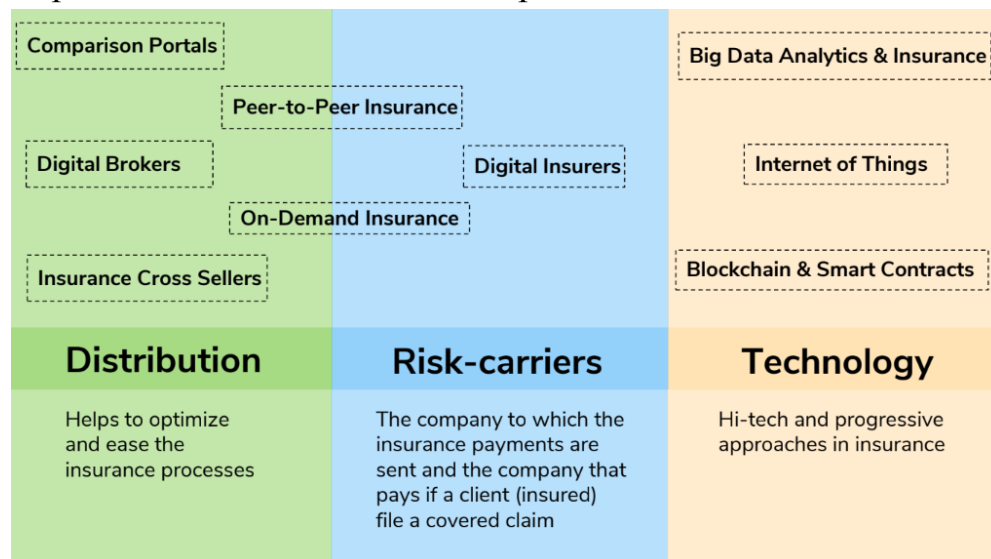 Comparison Portals
Big Data Analytics & Insurance
Peer-to-Peer Insurance
Digital Brokers
Digital Insurers
Internet of Things
On-Demand Insurance
Insurance Cross Sellers
Blockchain & Smart Contracts
Distribution
Helps to optimize
and ease the
insurance processes
Risk-carriers
The company to which the
insurance payments are
sent and the company that
pays if a client (insured)
file a covered claim
Technology
Hi-tech and progressive
approaches in insurance